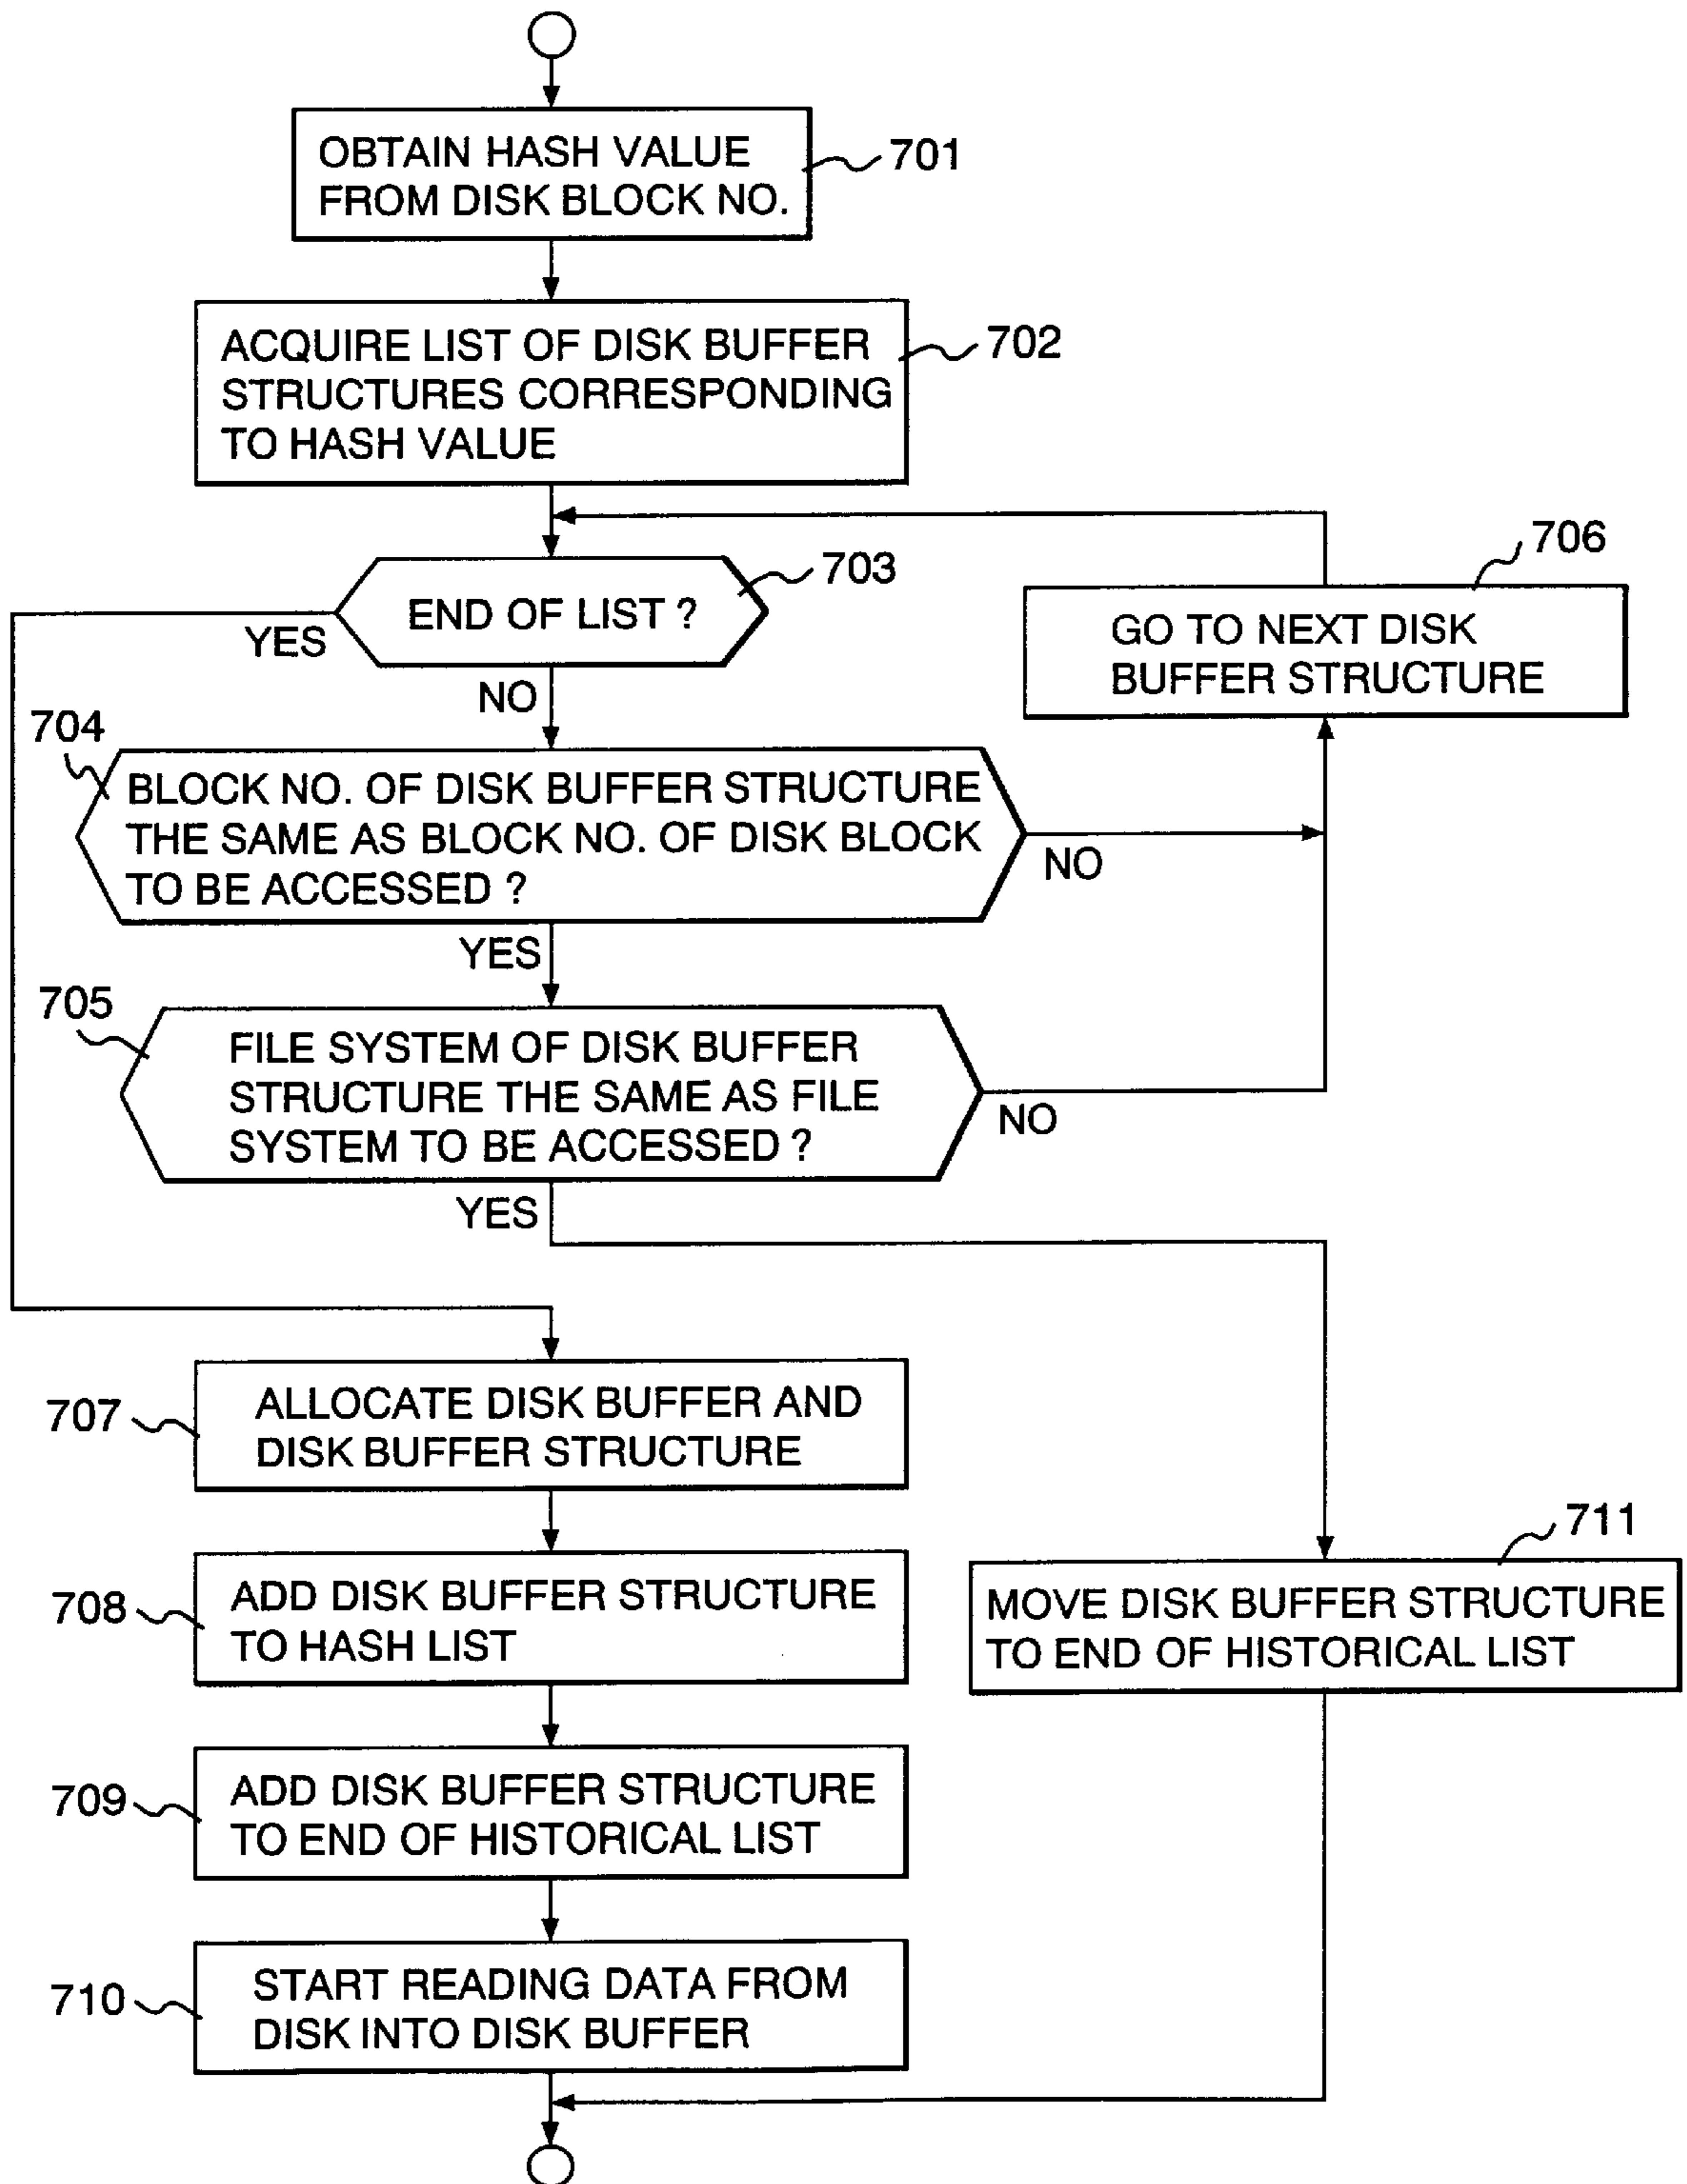 OBTAIN HASH VALUE
FROM DISK BLOCK NO.
701
ACQUIRE LIST OF DISK BUFFER
STRUCTURES CORRESPONDING
TO HASH VALUE
702
END OF LIST ?
703
YES
NO
706
GO TO NEXT DISK
BUFFER STRUCTURE
704
BLOCK NO. OF DISK BUFFER STRUCTURE
THE SAME AS BLOCK NO. OF DISK BLOCK
TO BE ACCESSED ?
NO
YES
705
FILE SYSTEM OF DISK BUFFER
STRUCTURE THE SAME AS FILE
SYSTEM TO BE ACCESSED ?
NO
YES
707
ALLOCATE DISK BUFFER AND
DISK BUFFER STRUCTURE
708
ADD DISK BUFFER STRUCTURE
TO HASH LIST
711
MOVE DISK BUFFER STRUCTURE
TO END OF HISTORICAL LIST
709
ADD DISK BUFFER STRUCTURE
TO END OF HISTORICAL LIST
710
START READING DATA FROM
DISK INTO DISK BUFFER